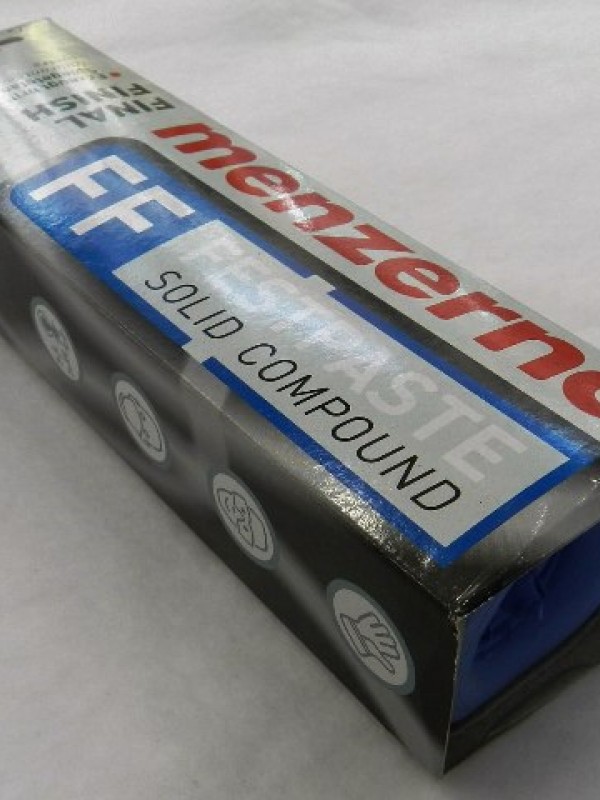 FINAL
FINISH
menzerna
FF
FESTPASTE
SOLID COMPOUND